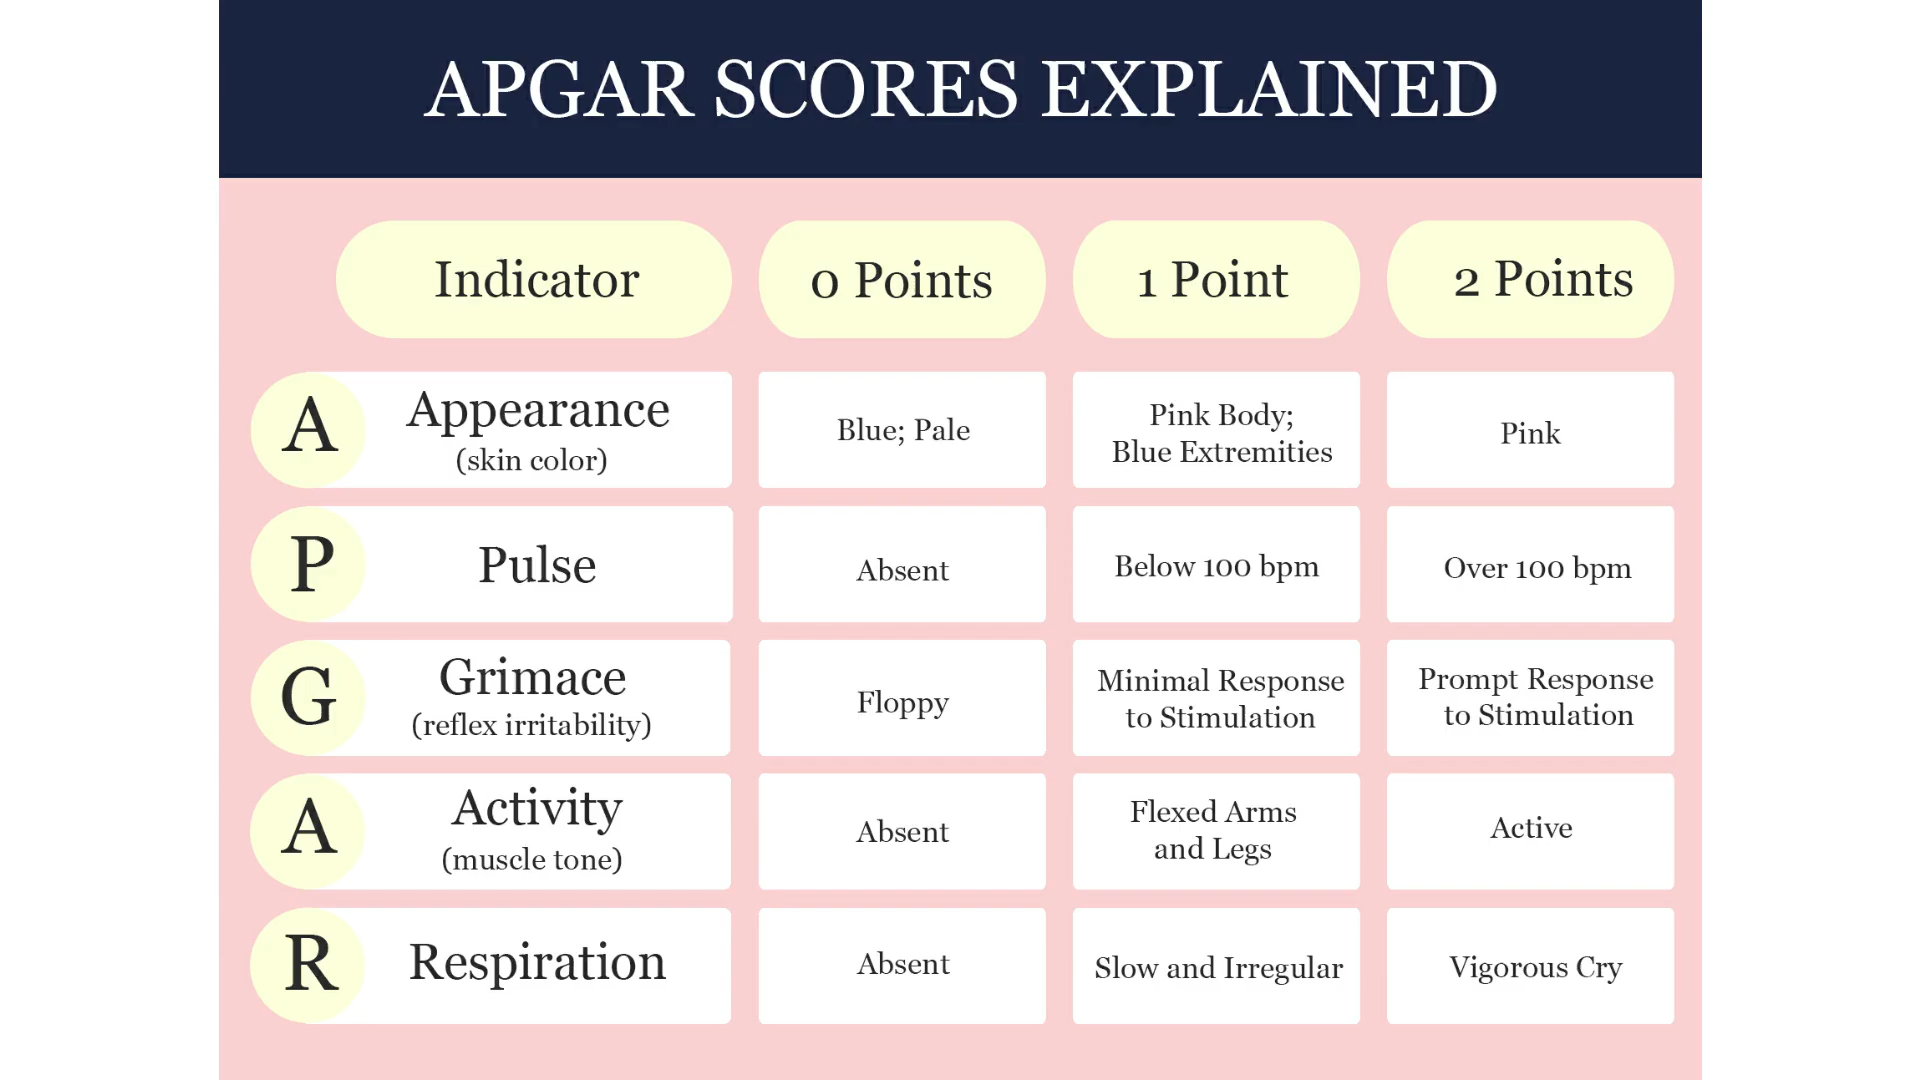 APGAR SCORES EXPLAINED
Indicator
0 Points
1 Point
2 Points
A
Appearance
(skin color)
Blue; Pale
Pink Body;
Blue Extremities
Pink
P
Pulse
Absent
Below 100 bpm
Over 100 bpm
G
Grimace
(reflex irritability)
Floppy
Minimal Response
to Stimulation
Prompt Response
to Stimulation
A
Activity
(muscle tone)
Absent
Flexed Arms
and Legs
Active
R
Respiration
Absent
Slow and Irregular
Vigorous Cry